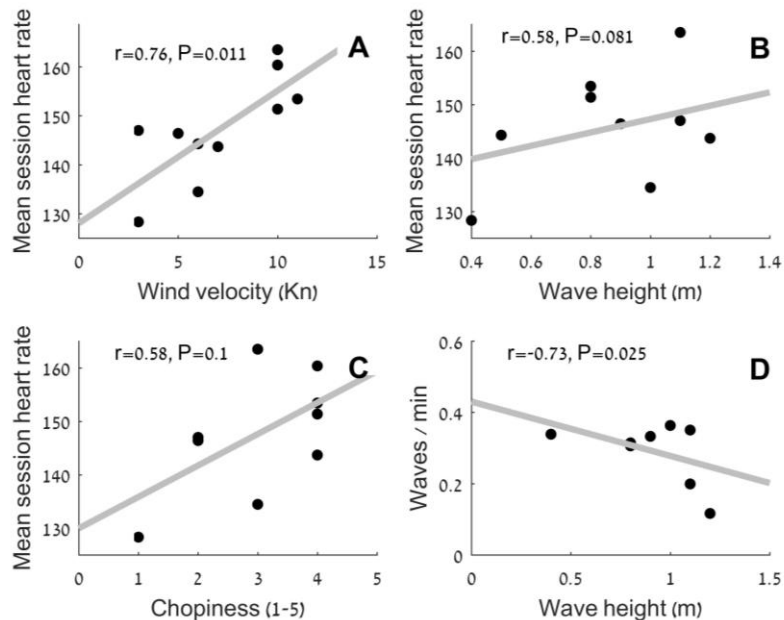 Mean session heart rate
160
150
140
130
r=0.76, P=0.011
A
0
5
10
15
Wind velocity (Kn)
Mean session heart rate
160
150
140
130
r=0.58, P=0.081
B
0.4
0.6
0.8
1
1.2
1.4
Wave height (m)
Mean session heart rate
160
150
140
130
r=0.58, P=0.1
C
0
1
2
3
4
5
Chopiness (1-5)
Waves / min
0.6
0.4
0.2
0
r=-0.73, P=0.025
D
0
0.5
1
1.5
Wave height (m)